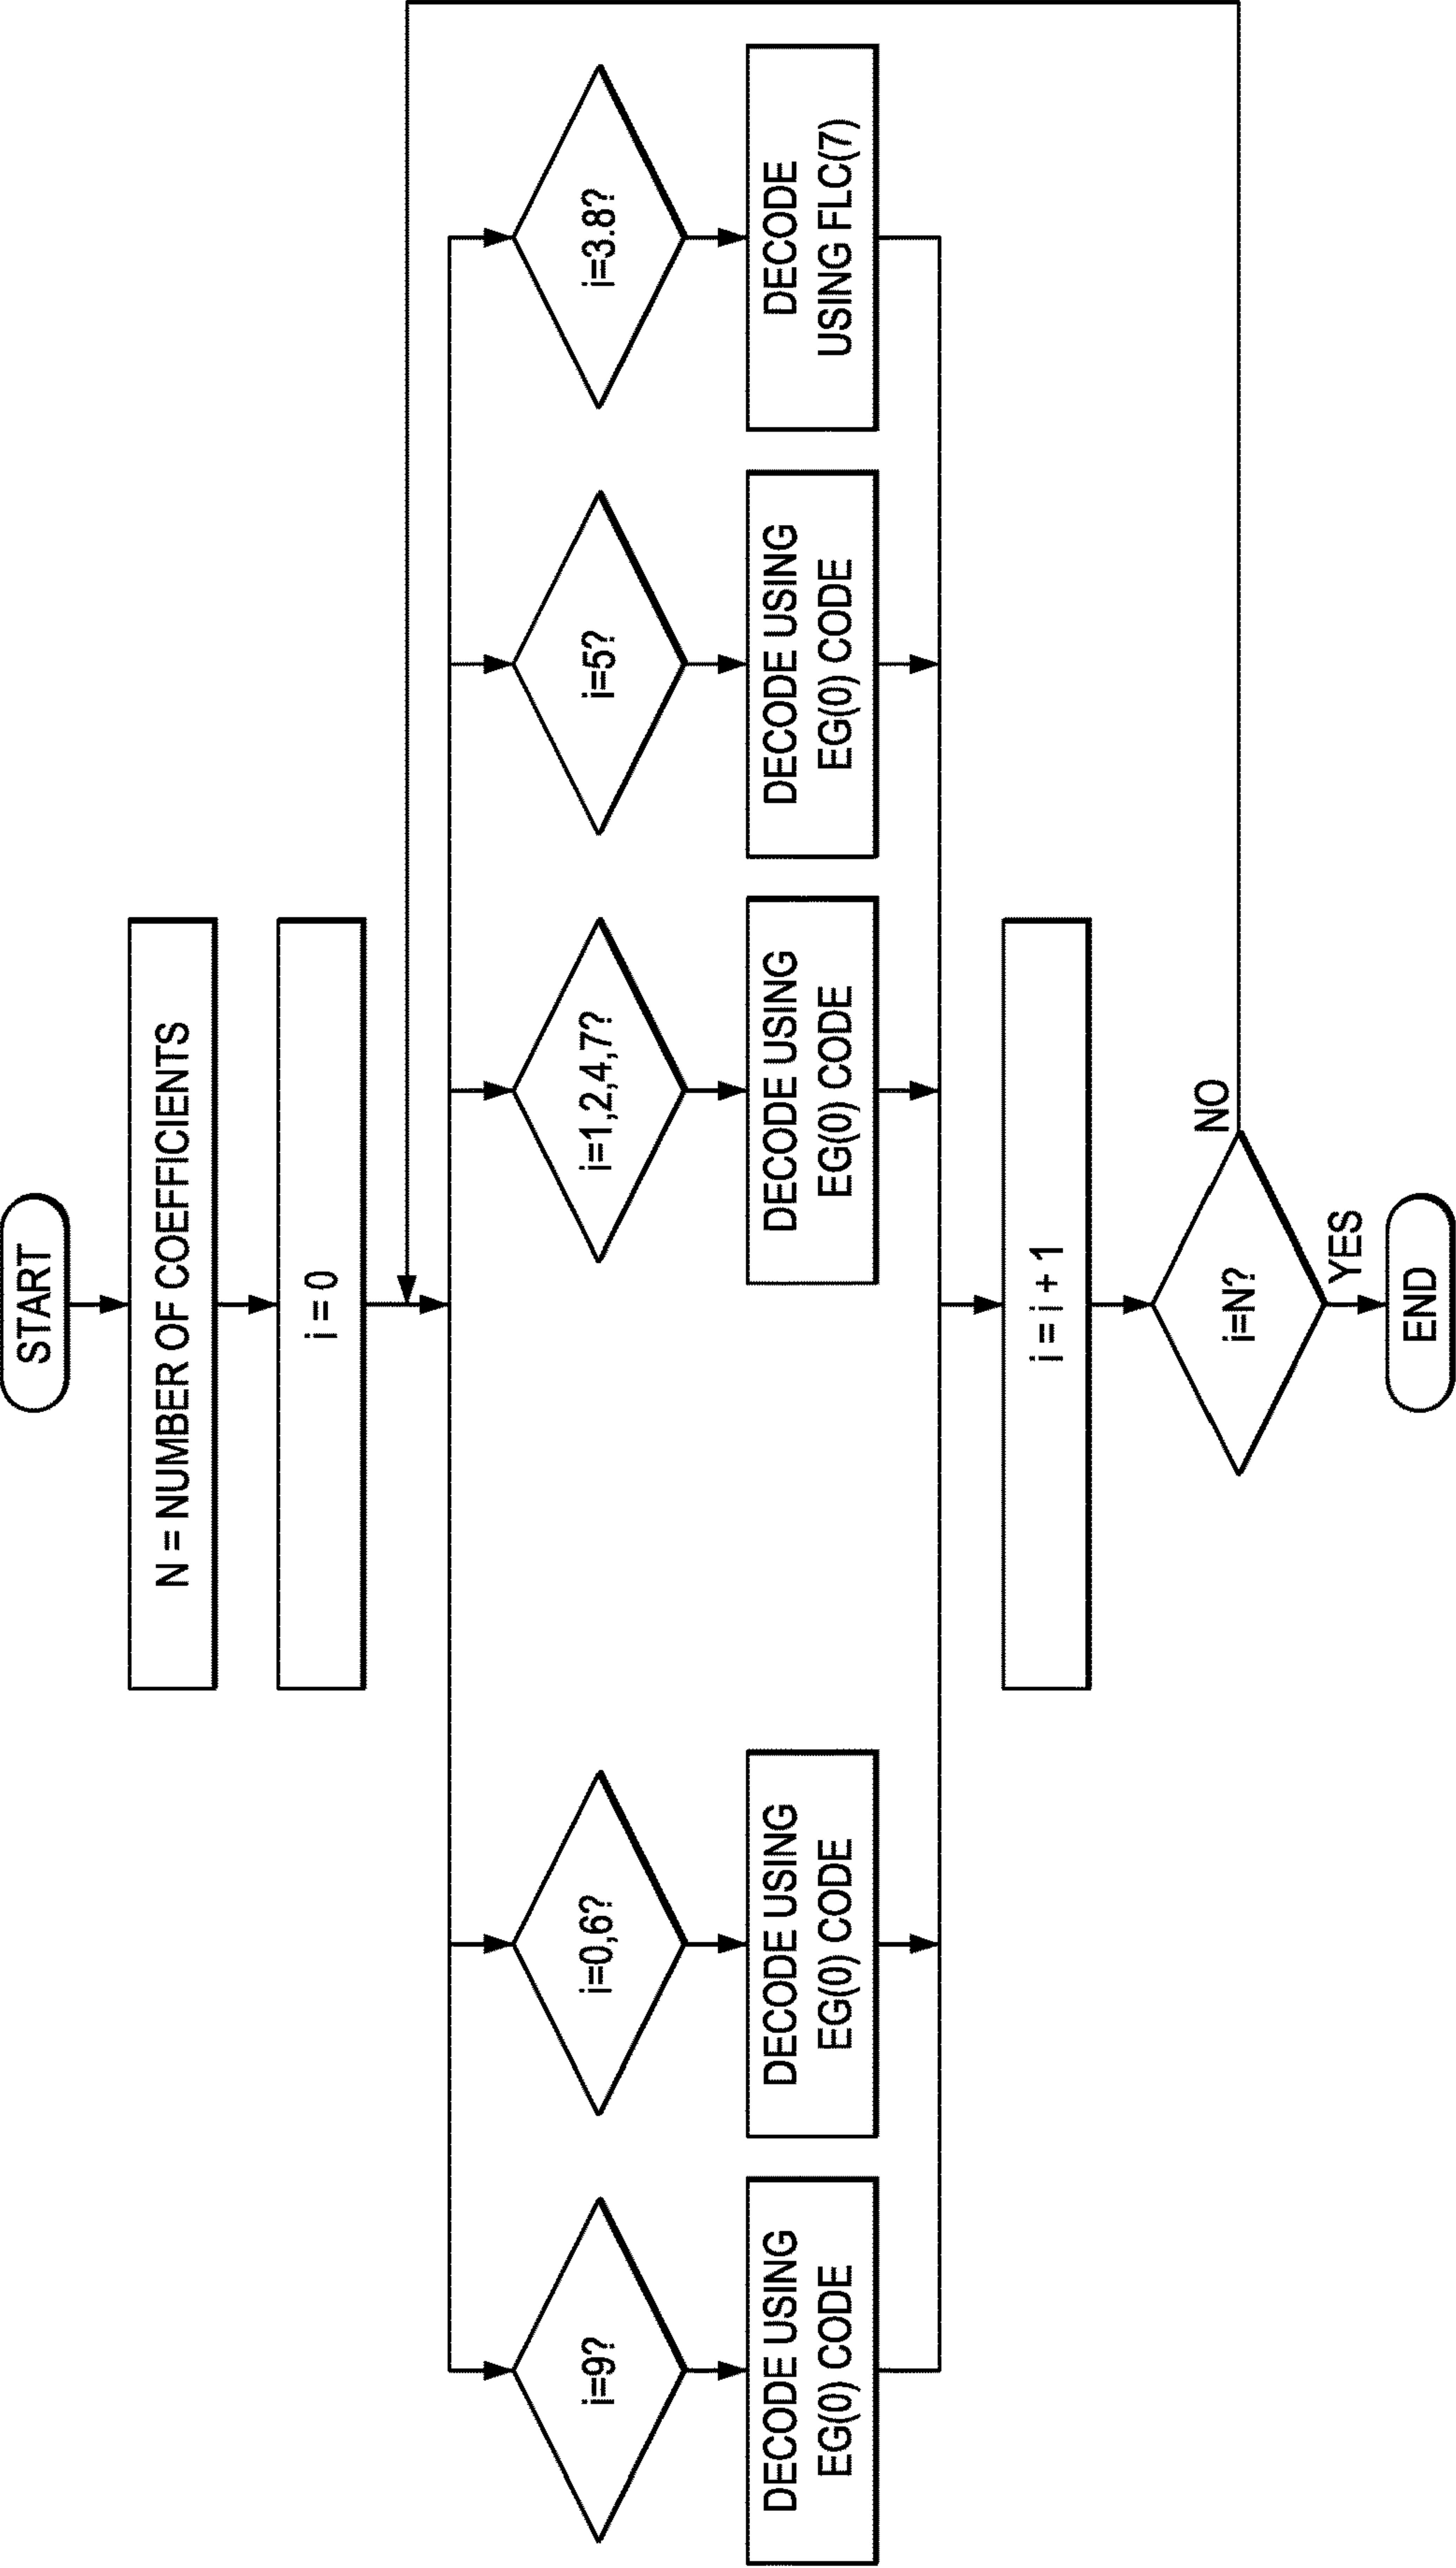 START
N = NUMBER OF COEFFICIENTS
i = 0
i=9?
i=0,6?
i=1,2,4,7?
i=5?
i=3.8?
DECODE USING
EG(0) CODE
DECODE USING
EG(0) CODE
DECODE USING
EG(0) CODE
DECODE USING
EG(0) CODE
DECODE
USING FLC(7)
i = i + 1
i=N?
NO
YES
END